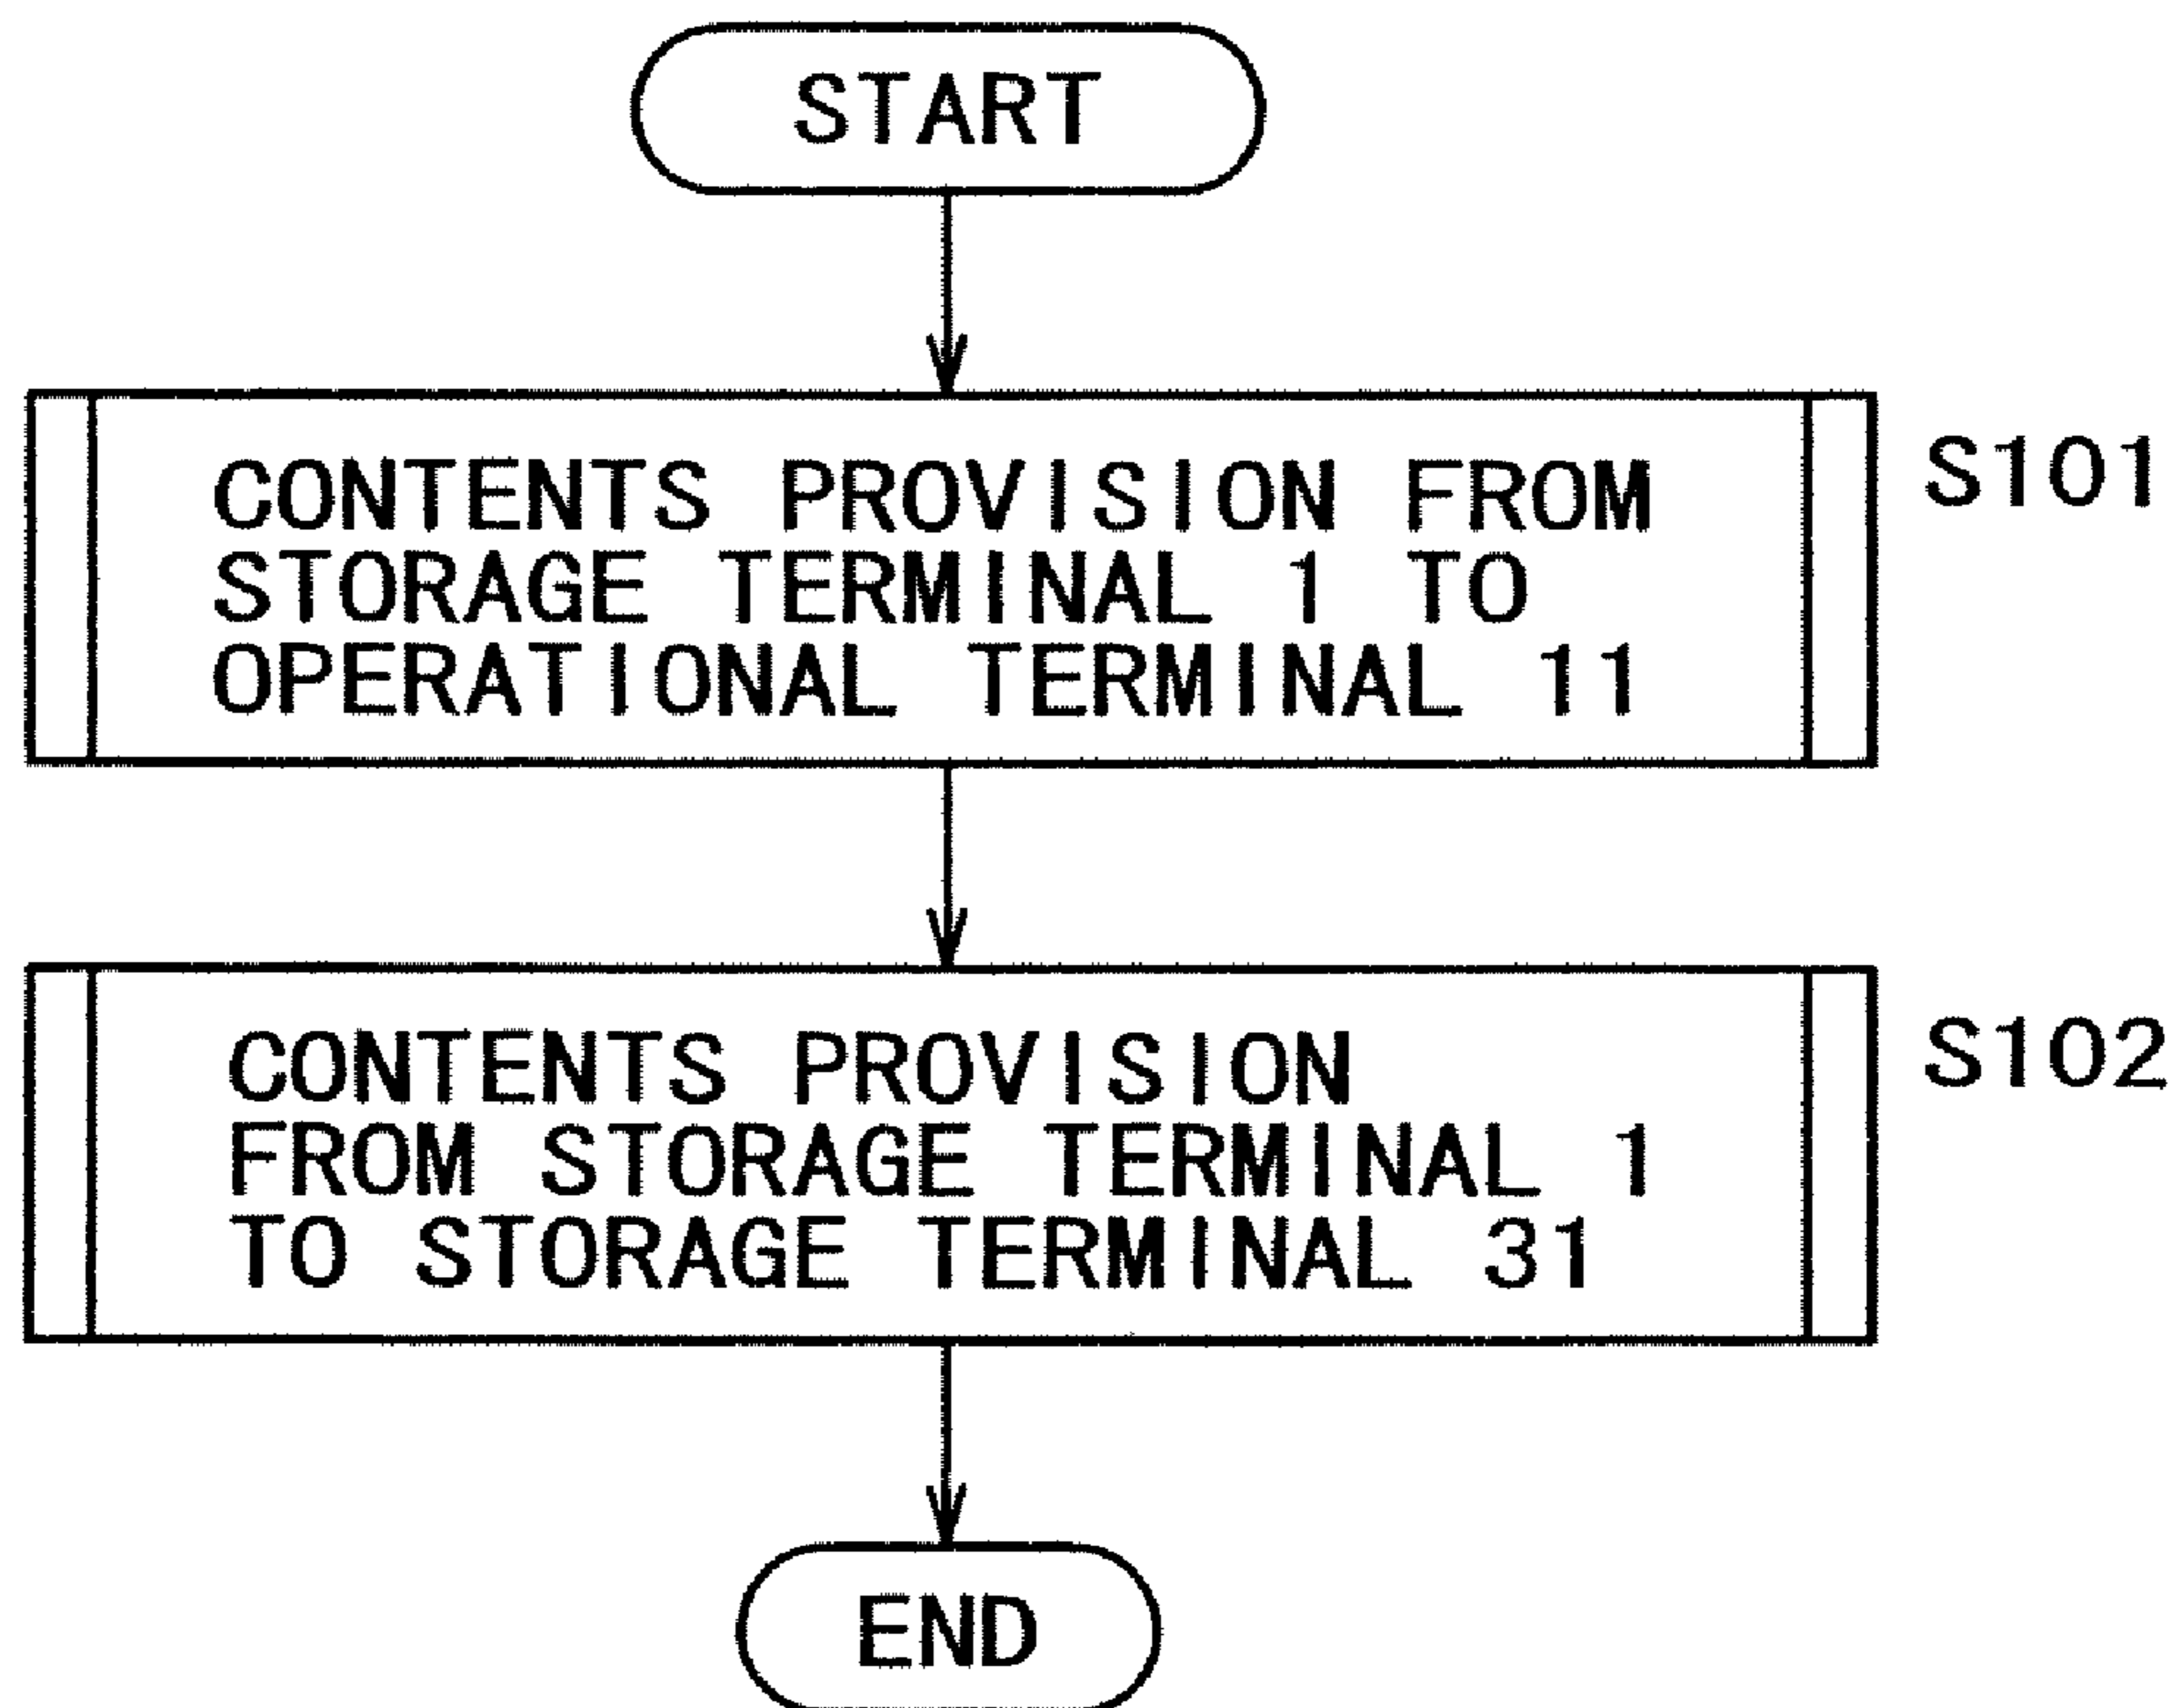 START
CONTENTS PROVISION FROM
STORAGE TERMINAL 1 TO
OPERATIONAL TERMINAL 11
S101
CONTENTS PROVISION
FROM STORAGE TERMINAL 1
TO STORAGE TERMINAL 31
S102
END